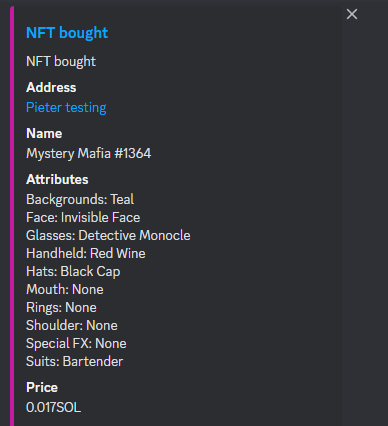 NFT bought
NFT bought
Address
Pieter testing
Name
Mystery Mafia #1364
Attributes
Backgrounds: Teal
Face: Invisible Face
Glasses: Detective Monocle
Handheld: Red Wine
Hats: Black Cap
Mouth: None
Rings: None
Shoulder: None
Special FX: None
Suits: Bartender
Price
0.017SOL